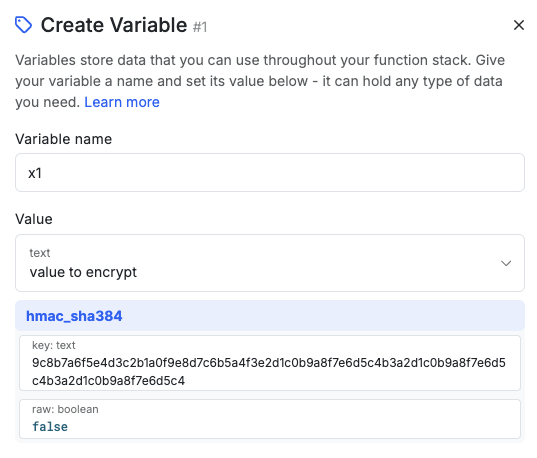 Create Variable #1
Variables store data that you can use throughout your function stack. Give
your variable a name and set its value below - it can hold any type of data
you need. Learn more
Variable name
x1
Value
text
value to encrypt
hmac_sha384
key: text
9c8b7a6f5e4d3c2b1a0f9e8d7c6b5a4f3e2d1c0b9a8f7e6d5c4b3a2d1c0b9a8f7e6d5
c4b3a2d1c0b9a8f7e6d5c4
raw: boolean
false